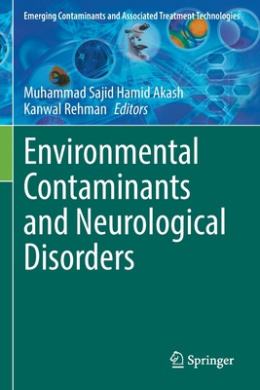 Emerging Contaminants and Associated Treatment Technologies
Muhammad Sajid Hamid Akash
Kanwal Rehman Editors
Environmental
Contaminants
and Neurological
Disorders
Springer